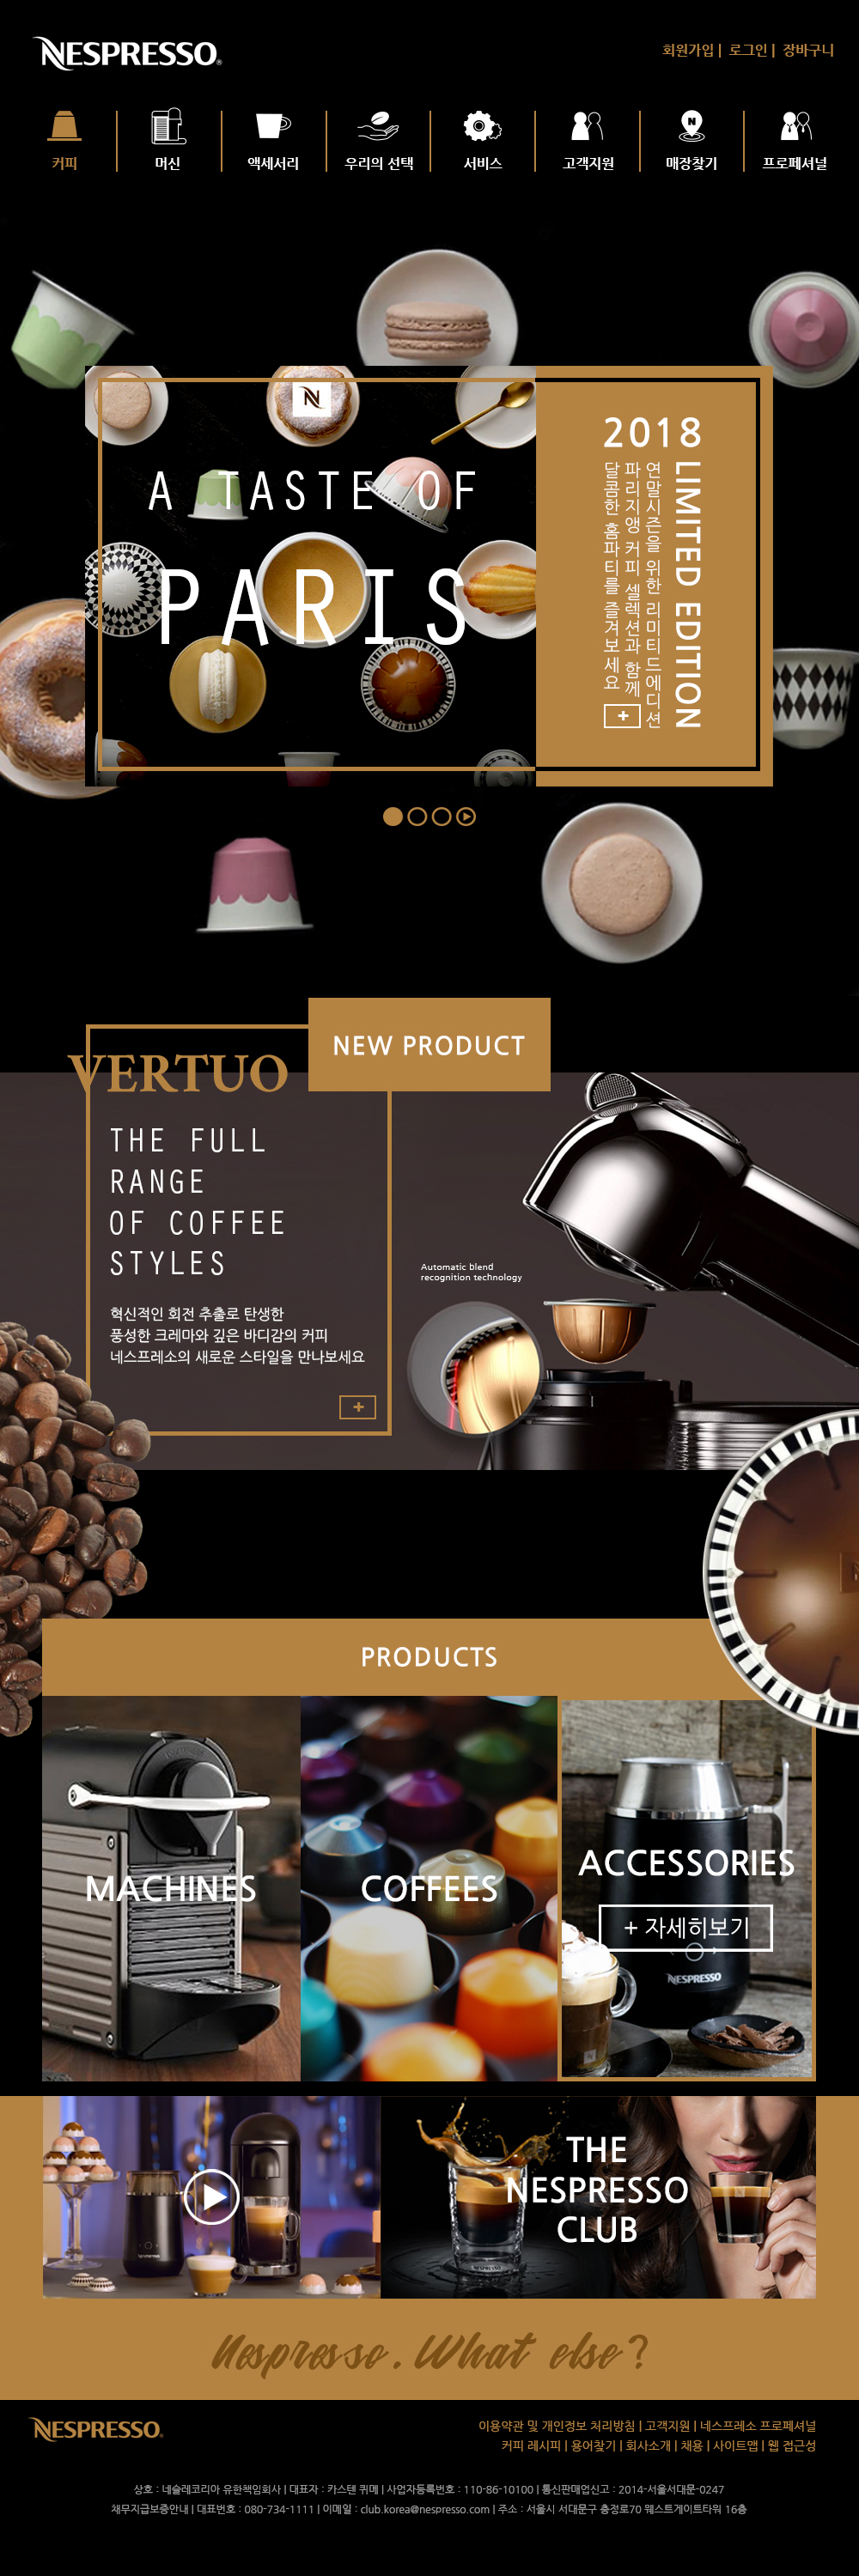 NESPRESSO®
회원가입 | 로그인 | 장바구니
커피
머신
액세서리
우리의 선택
서비스
고객지원
매장찾기
프로페셔널
A TASTE OF
PARIS
2018
LIMITED EDITION
연말시즌을 위한 리미티드에디션
파리지앵 커피 셀렉션과 함께
달콤한 홈파티를 즐겨보세요
+
NEW PRODUCT
VERTUO
THE FULL
RANGE
OF COFFEE
STYLES
혁신적인 회전 추출로 탄생한
풍성한 크레마와 깊은 바디감의 커피
네스프레소의 새로운 스타일을 만나보세요
+
Automatic blend
recognition technology
PRODUCTS
MACHINES
COFFEES
ACCESSORIES
+ 자세히보기
NESPRESSO
THE
NESPRESSO
CLUB
Nespresso. What else?
NESPRESSO®
이용약관 및 개인정보 처리방침 | 고객지원 | 네스프레소 프로페셔널
커피 레시피 | 용어찾기 | 회사소개 | 채용 | 사이트맵 | 웹 접근성
상호 : 네슬레코리아 유한책임회사 | 대표자 : 카스텐 퀴메 | 사업자등록번호 : 110-86-10100 | 통신판매업신고 : 2014-서울서대문-0247
채무지급보증안내 | 대표번호 : 080-734-1111 | 이메일 : club.korea@nespresso.com | 주소 : 서울시 서대문구 충정로70 웨스트게이트타워 16층